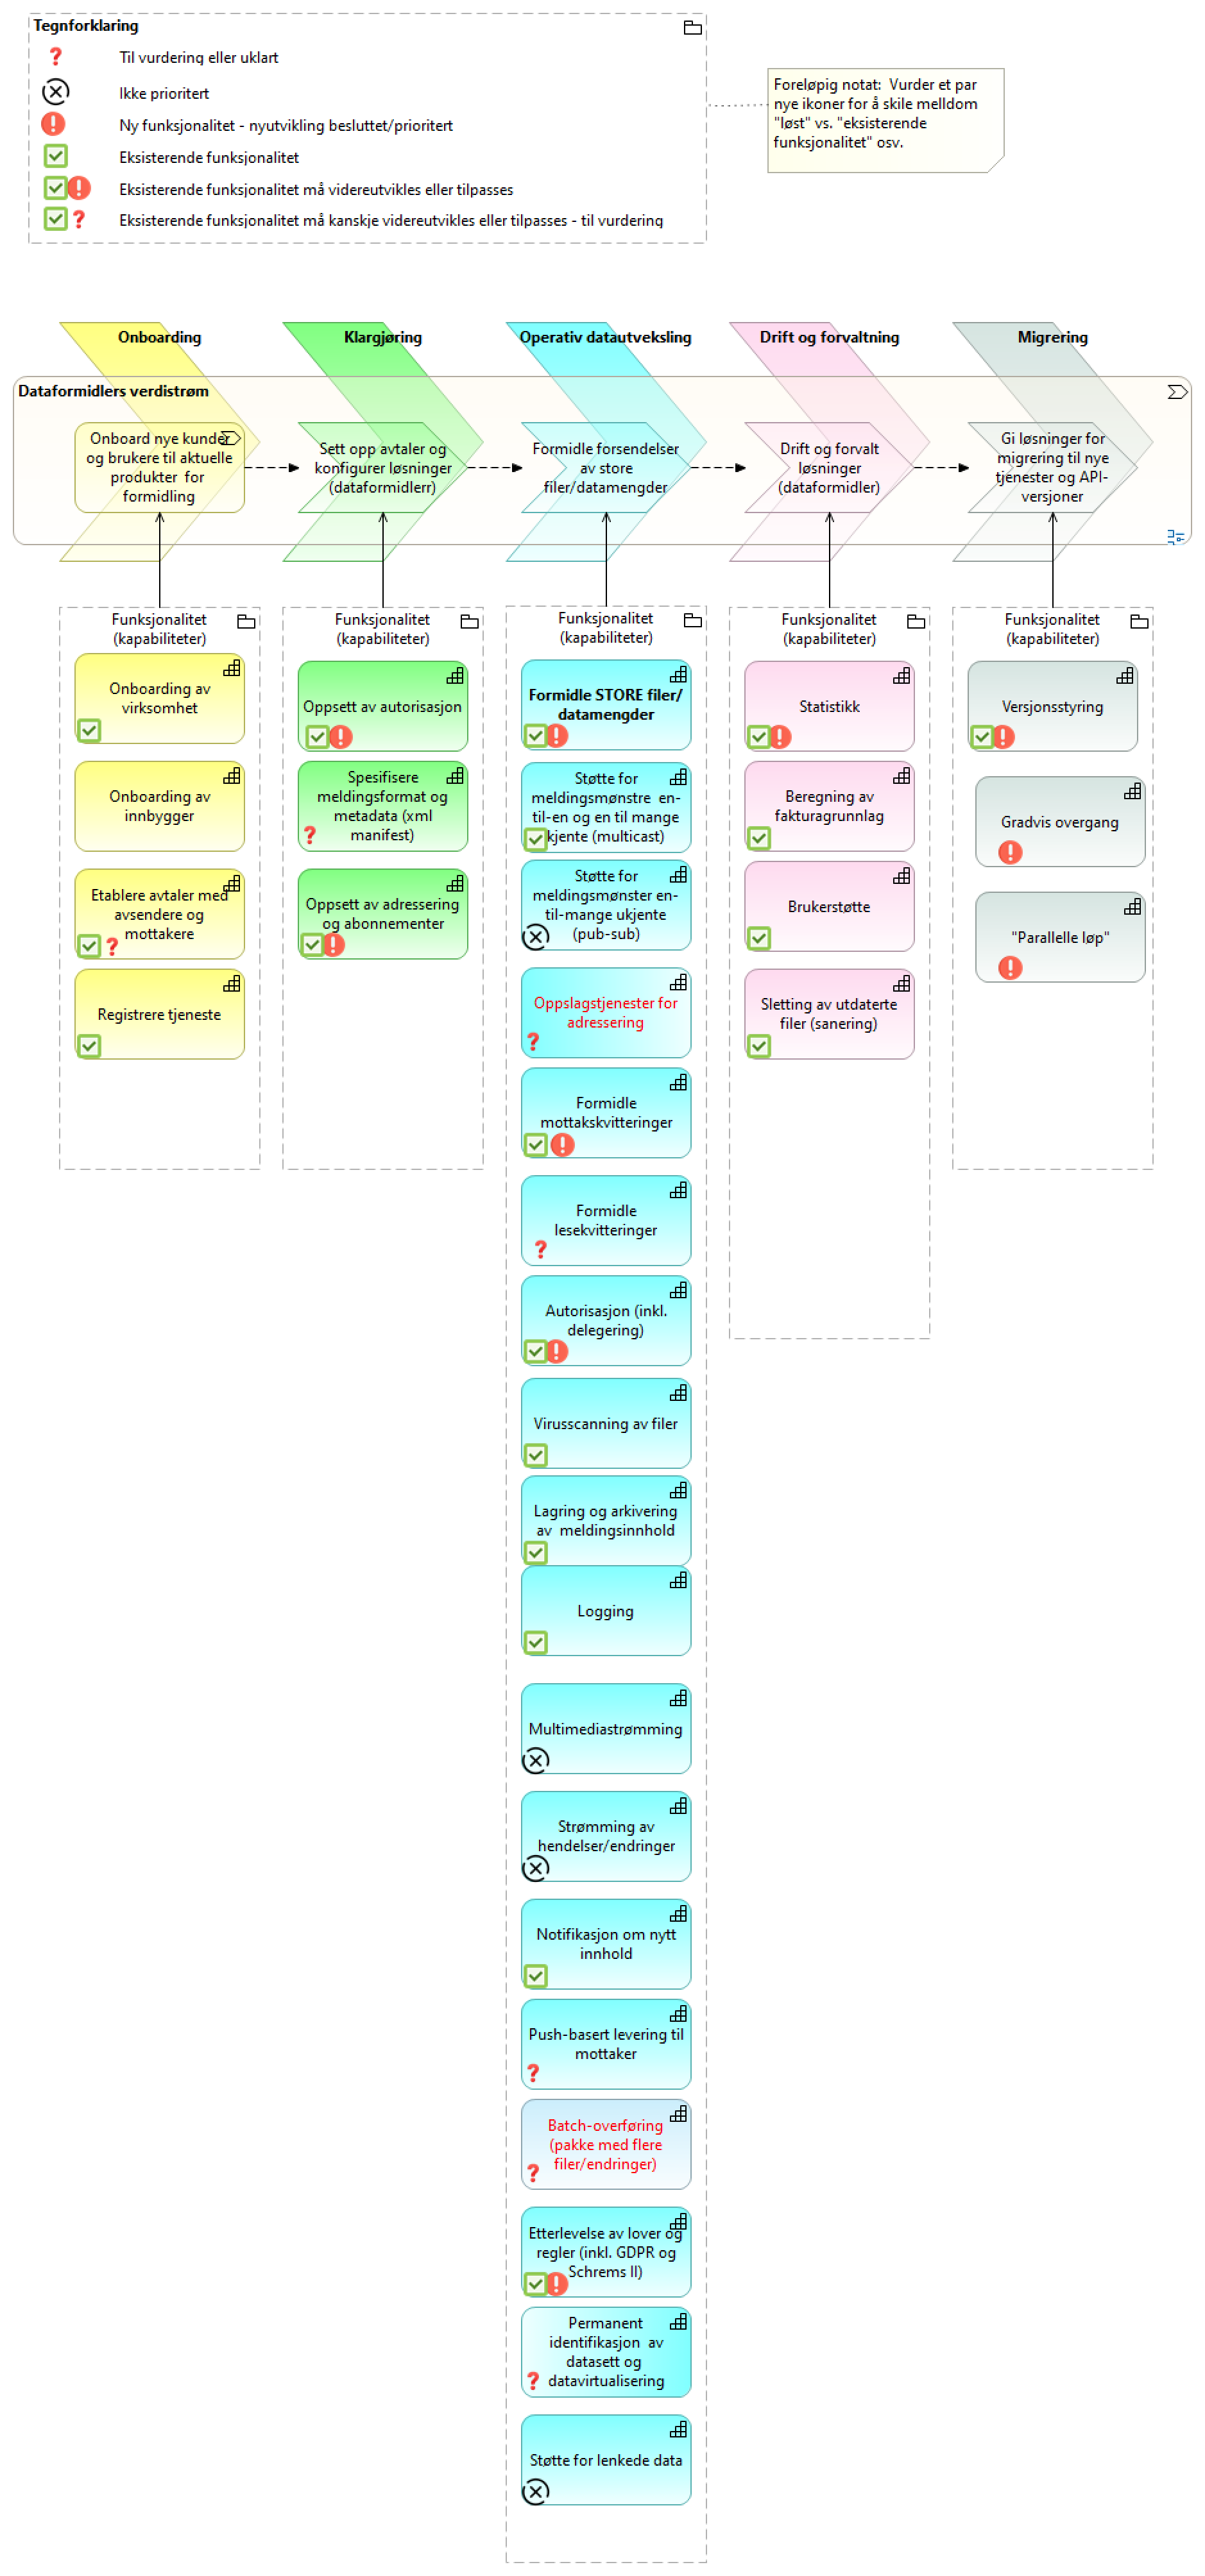 Tegnforklaring
Til vurdering eller uklart
Ikke prioritert
Ny funksjonalitet - nyutvikling besluttet/prioritert
Eksisterende funksjonalitet
Eksisterende funksjonalitet må videreutvikles eller tilpasses
Eksisterende funksjonalitet må kanskje videreutvikles eller tilpasses - til vurdering
Foreløpig notat:  Vurder et par
nye ikoner for å skile melldom
"løst" vs. "eksisterende
funksjonalitet" osv.
Onboarding
Klargjøring
Operativ datautveksling
Drift og forvaltning
Migrering
Dataformidlers verdistrøm
Onboard nye kunder
og brukere til aktuelle
produkter  for
formidling
Sett opp avtaler og
konfigurer løsninger
(dataformidlerr)
Formidle forsendelser
av store
filer/datamengder
Drift og forvalt
løsninger
(dataformidler)
Gi løsninger for
migrering til nye
tjenester og API-
versjoner
Funksjonalitet
(kapabiliteter)
Onboarding av
virksomhet
Onboarding av
innbygger
Etablere avtaler med
avsendere og
mottakere
Registrere tjeneste
Funksjonalitet
(kapabiliteter)
Oppsett av autorisasjon
Spesifisere
meldingsformat og
metadata (xml
manifest)
Oppsett av adressering
og abonnementer
Funksjonalitet
(kapabiliteter)
Formidle STORE filer/
datamengder
Støtte for
meldingsmønstre  en-
til-en og en til mange
kjente (multicast)
Støtte for
meldingsmønster en-
til-mange ukjente
(pub-sub)
Oppslagstjenester for
adressering
Formidle
mottakskvitteringer
Formidle
lesekvitteringer
Autorisasjon (inkl.
delegering)
Virusscanning av filer
Lagring og arkivering
av  meldingsinnhold
Logging
Multimediastrømming
Strømming av
hendelser/endringer
Notifikasjon om nytt
innhold
Push-basert levering til
mottaker
Batch-overføring
(pakke med flere
filer/endringer)
Etterlevelse av lover og
regler (inkl. GDPR og
Schrems II)
Permanent
identifikasjon  av
datasett og
datavirtualisering
Støtte for lenkede data
Funksjonalitet
(kapabiliteter)
Statistikk
Beregning av
fakturagrunnlag
Brukerstøtte
Sletting av utdaterte
filer (sanering)
Funksjonalitet
(kapabiliteter)
Versjonsstyring
Gradvis overgang
"Parallelle løp"